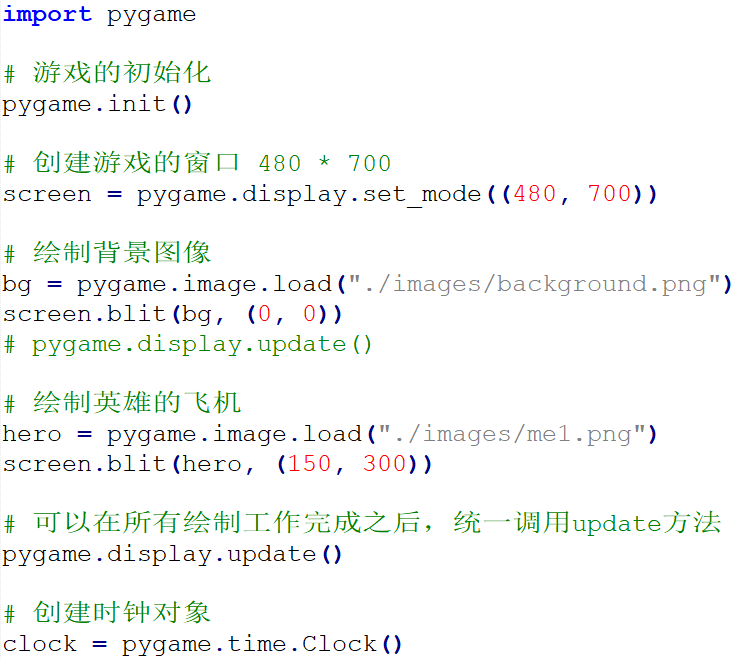 import pygame
# 游戏的初始化
pygame.init()
# 创建游戏的窗口 480 * 700
screen = pygame.display.set_mode((480, 700))
# 绘制背景图像
bg = pygame.image.load("./images/background.png")
screen.blit(bg, (0, 0))
# pygame.display.update()
# 绘制英雄的飞机
hero = pygame.image.load("./images/me1.png")
screen.blit(hero, (150, 300))
# 可以在所有绘制工作完成之后，统一调用update方法
pygame.display.update()
# 创建时钟对象
clock = pygame.time.Clock()